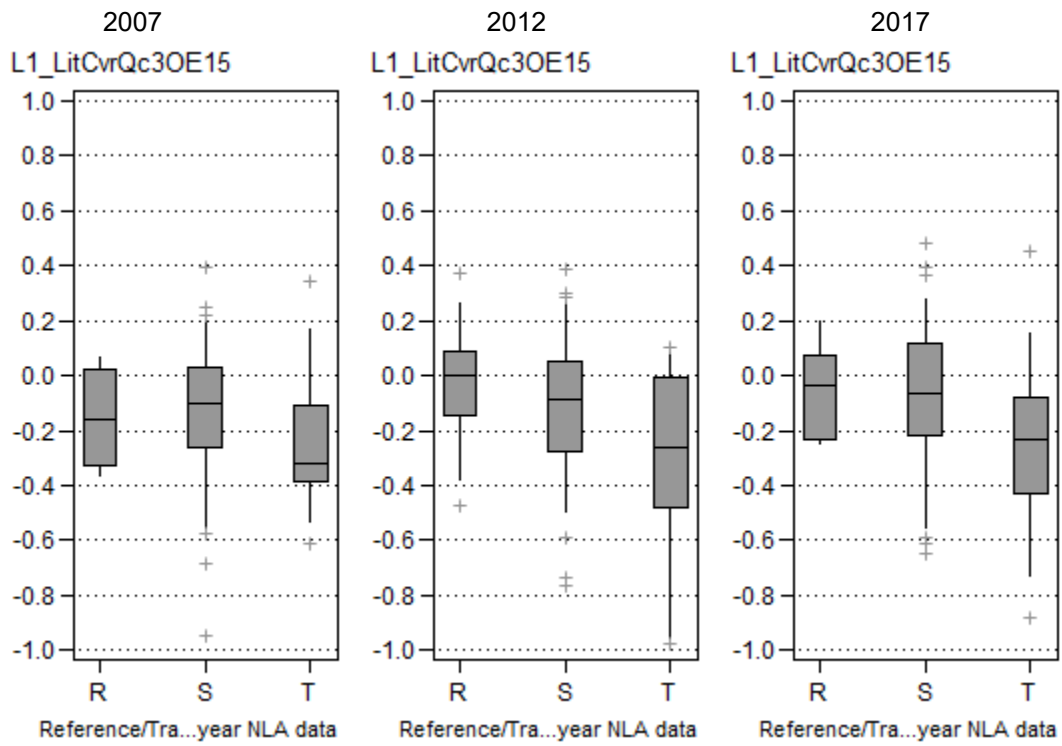 2007 2012 2017
L1_LitCvrQc3OE15 L1_LitCvrQc3OE15 L1_LitCvrQc3OE15
1.0 1.0 1.0
0.8 0.8 0.8
0.6 0.6 0.6
0.4 0.4 0.4
0.2 0.2 0.2
0.0 0.0 0.0
-0.2 -0.2 -0.2
-0.4 -0.4 -0.4
-0.6 -0.6 -0.6
-0.8 -0.8 -0.8
-1.0 -1.0 -1.0
R S T R S T R S T
Reference/Tra...year NLA data Reference/Tra...year NLA data Reference/Tra...year NLA data